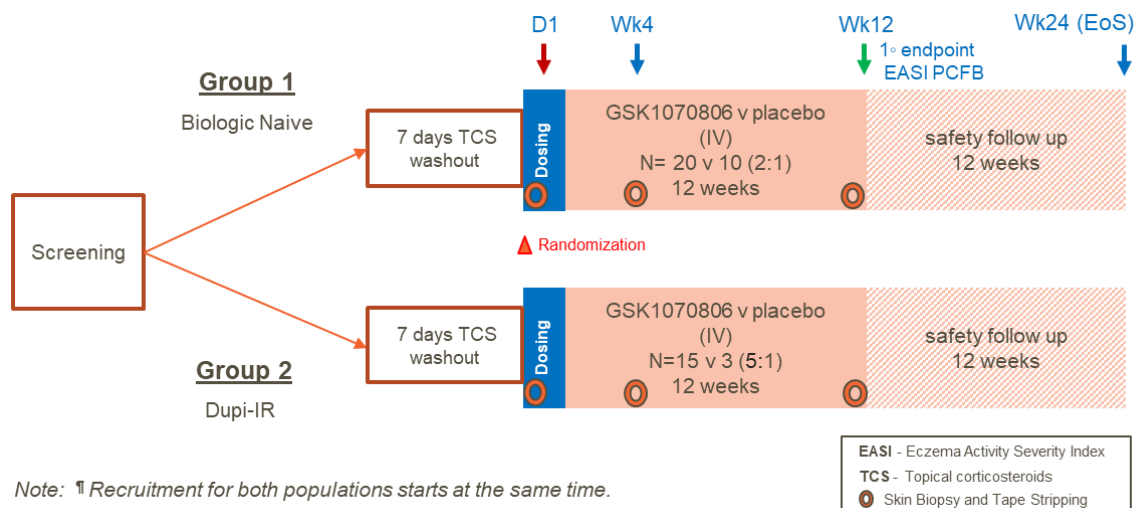 D1
Wk4
Wk12
Wk24 (EoS)
1◦ endpoint
EASI PCFB
Group 1
Biologic Naive
7 days TCS
washout
Dosing
GSK1070806 v placebo
(IV)
N= 20 v 10 (2:1)
12 weeks
safety follow up
12 weeks
Screening
Randomization
Group 2
Dupi-IR
7 days TCS
washout
Dosing
GSK1070806 v placebo
(IV)
N=15 v 3 (5:1)
12 weeks
safety follow up
12 weeks
EASI - Eczema Activity Severity Index
TCS - Topical corticosteroids
Skin Biopsy and Tape Stripping
Note: ¶ Recruitment for both populations starts at the same time.